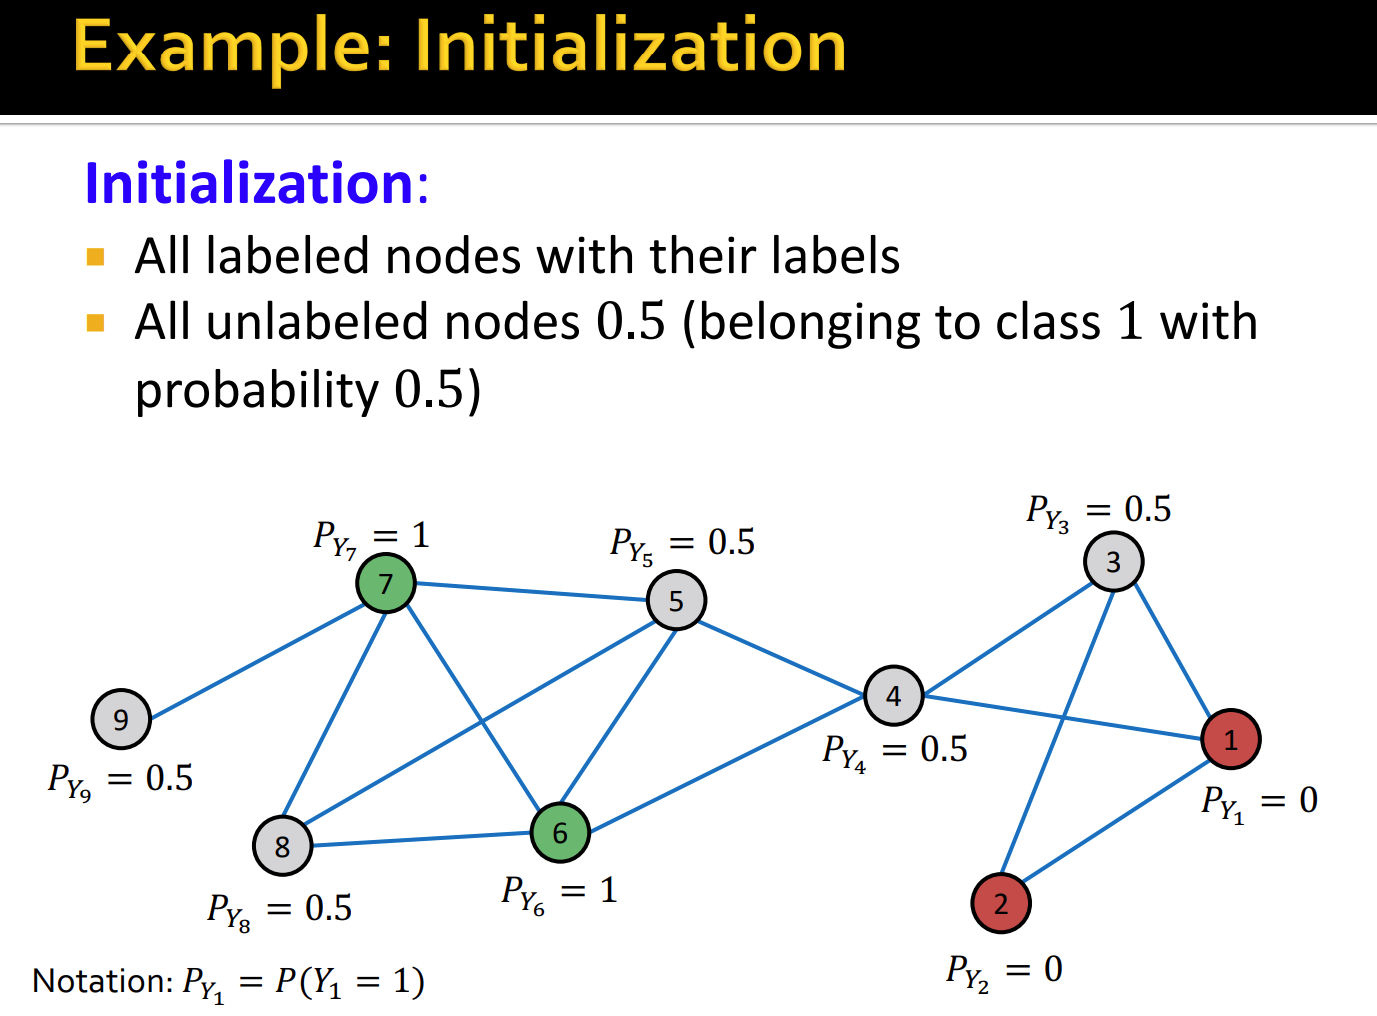 Example: Initialization
Initialization:
All labeled nodes with their labels
All unlabeled nodes 0.5 (belonging to class 1 with
probability 0.5)
P_{Y_3} = 0.5
P_{Y_7} = 1
P_{Y_5} = 0.5
3
7
5
4
9
1
P_{Y_4} = 0.5
P_{Y_9} = 0.5
P_{Y_1} = 0
6
8
P_{Y_6} = 1
P_{Y_8} = 0.5
2
P_{Y_2} = 0
Notation: P_{Y_1} = P(Y_1 = 1)